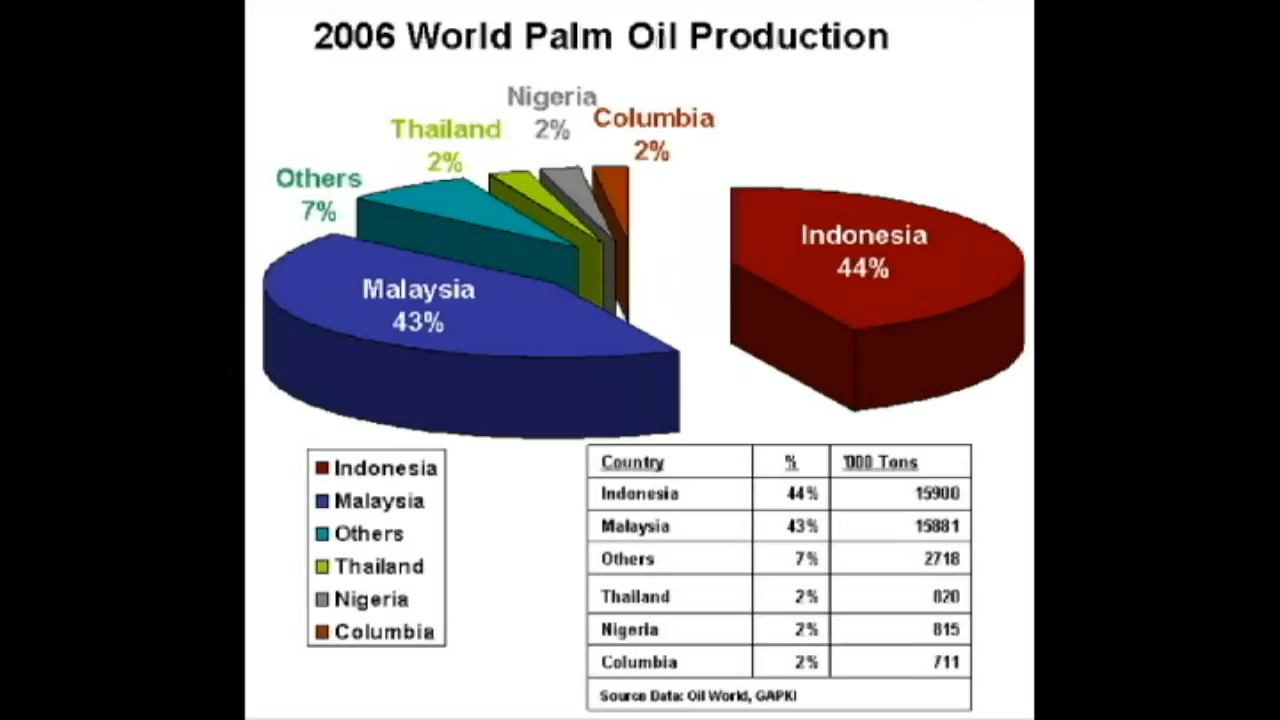 2006 World Palm Oil Production
Nigeria
2%
Columbia
2%
Thailand
2%
Others
7%
Indonesia
44%
Malaysia
43%
Indonesia
Malaysia
Others
Thailand
Nigeria
Columbia
Country % '000 Tons
Indonesia 44% 15900
Malaysia 43% 15881
Others 7% 2718
Thailand 2% 820
Nigeria 2% 815
Columbia 2% 711
Source Data: Oil World, GAPKI